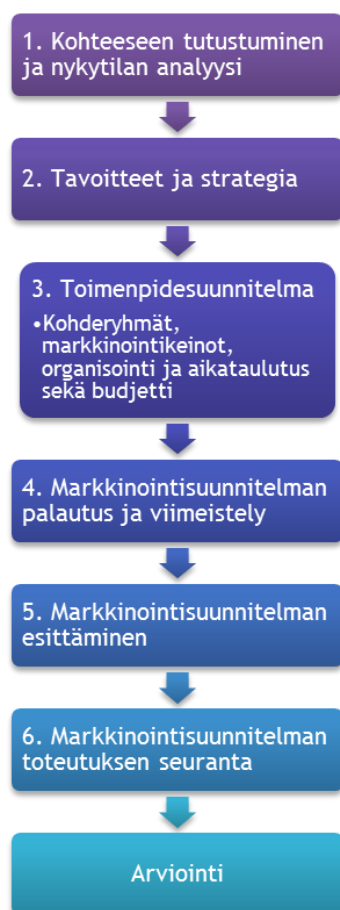 1. Kohteeseen tutustuminen
ja nykytilan analyysi
2. Tavoitteet ja strategia
3. Toimenpidesuunnitelma
•Kohderyhmät,
markkinointikeinot,
organisointi ja aikataulutus
sekä budjetti
4. Markkinointisuunnitelman
palautus ja viimeistely
5. Markkinointisuunnitelman
esittäminen
6. Markkinointisuunnitelman
toteutuksen seuranta
Arviointi